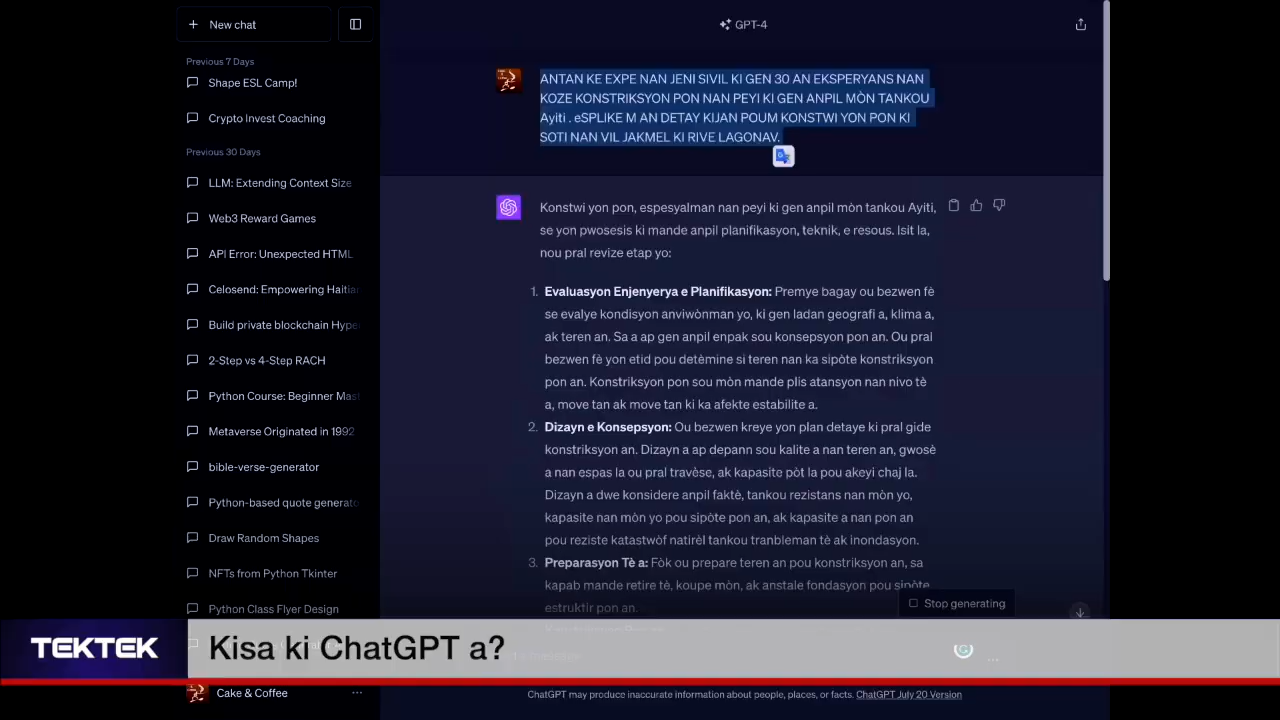 New chat
GPT-4
Previous 7 Days
Shape ESL Camp!
Crypto Invest Coaching
Previous 30 Days
LLM: Extending Context Size
Web3 Reward Games
API Error: Unexpected HTML
Celosend: Empowering Haitian
Build private blockchain Hype
2-Step vs 4-Step RACH
Python Course: Beginner Mast
Metaverse Originated in 1992
bible-verse-generator
Python-based quote generato
Draw Random Shapes
NFTs from Python Tkinter
Python Class Flyer Design
Cake & Coffee
ANTAN KE EXPE NAN JENI SIVIL KI GEN 30 AN EKSPERYANS NAN
KOZE KONSTRIKSYON PON NAN PEYI KI GEN ANPIL MÒN TANKOU
Ayiti . eSPLIKE M AN DETAY KIJAN POUM KONSTWI YON PON KI
SOTI NAN VIL JAKMEL KI RIVE LAGONAV.
Konstwi yon pon, espesyalman nan peyi ki gen anpil mòn tankou Ayiti,
se yon pwosesis ki mande anpil planifikasyon, teknik, e resous. Isit la,
nou pral revize etap yo:
1. Evaluasyon Enjenyerya e Planifikasyon: Premye bagay ou bezwen fè
se evalye kondisyon anviwònman yo, ki gen ladan geografi a, klima a,
ak teren an. Sa a ap gen anpil enpak sou konsepsyon pon an. Ou pral
bezwen fè yon etid pou detèmine si teren nan ka sipòte konstriksyon
pon an. Konstriksyon pon sou mòn mande plis atansyon nan nivo tè
a, move tan ak move tan ki ka afekte estabilite a.
2. Dizayn e Konsepsyon: Ou bezwen kreye yon plan detaye ki pral gide
konstriksyon an. Dizayn a ap depann sou kalite a nan teren an, gwosè
a nan espas la ou pral travèse, ak kapasite pòt la pou akeyi chaj la.
Dizayn a dwe konsidere anpil faktè, tankou rezistans nan mòn yo,
kapasite nan mòn yo pou sipòte pon an, ak kapasite a nan pon an
pou reziste katastwòf natirèl tankou tranbleman tè ak inondasyon.
3. Preparasyon Tè a: Fòk ou prepare teren an pou konstriksyon an, sa
kapab mande retire tè, koupe mòn, ak anstale fondasyon pou sipòte
estruktir pon an.
Stop generating
TEKTEK
Kisa ki ChatGPT a?
ChatGPT may produce inaccurate information about people, places, or facts. ChatGPT July 20 Version